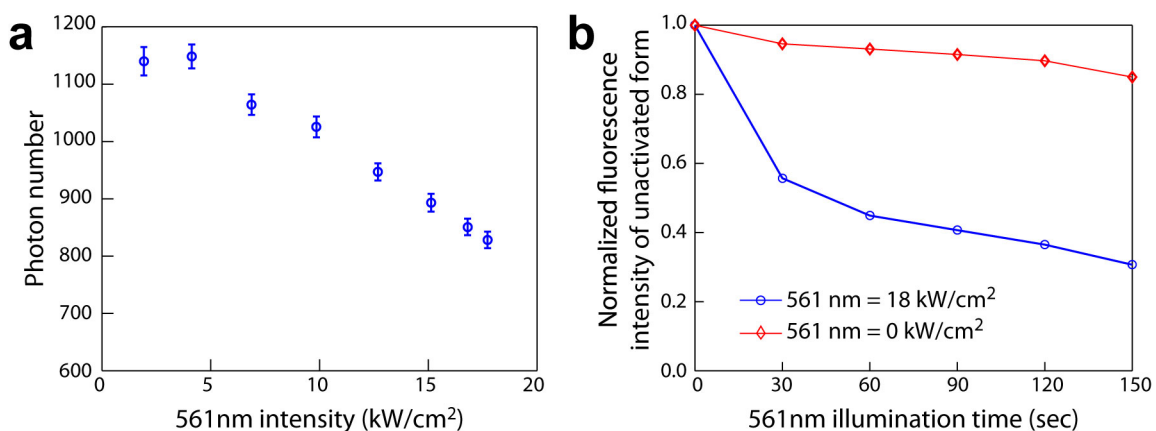 a
1200
1100
1000
900
800
700
600
Photon number
0 5 10 15 20
561nm intensity (kW/cm²)
b
1.0
0.8
0.6
0.4
0.2
0.0
Normalized fluorescence
intensity of unactivated form
561 nm = 18 kW/cm²
561 nm = 0 kW/cm²
0 30 60 90 120 150
561nm illumination time (sec)